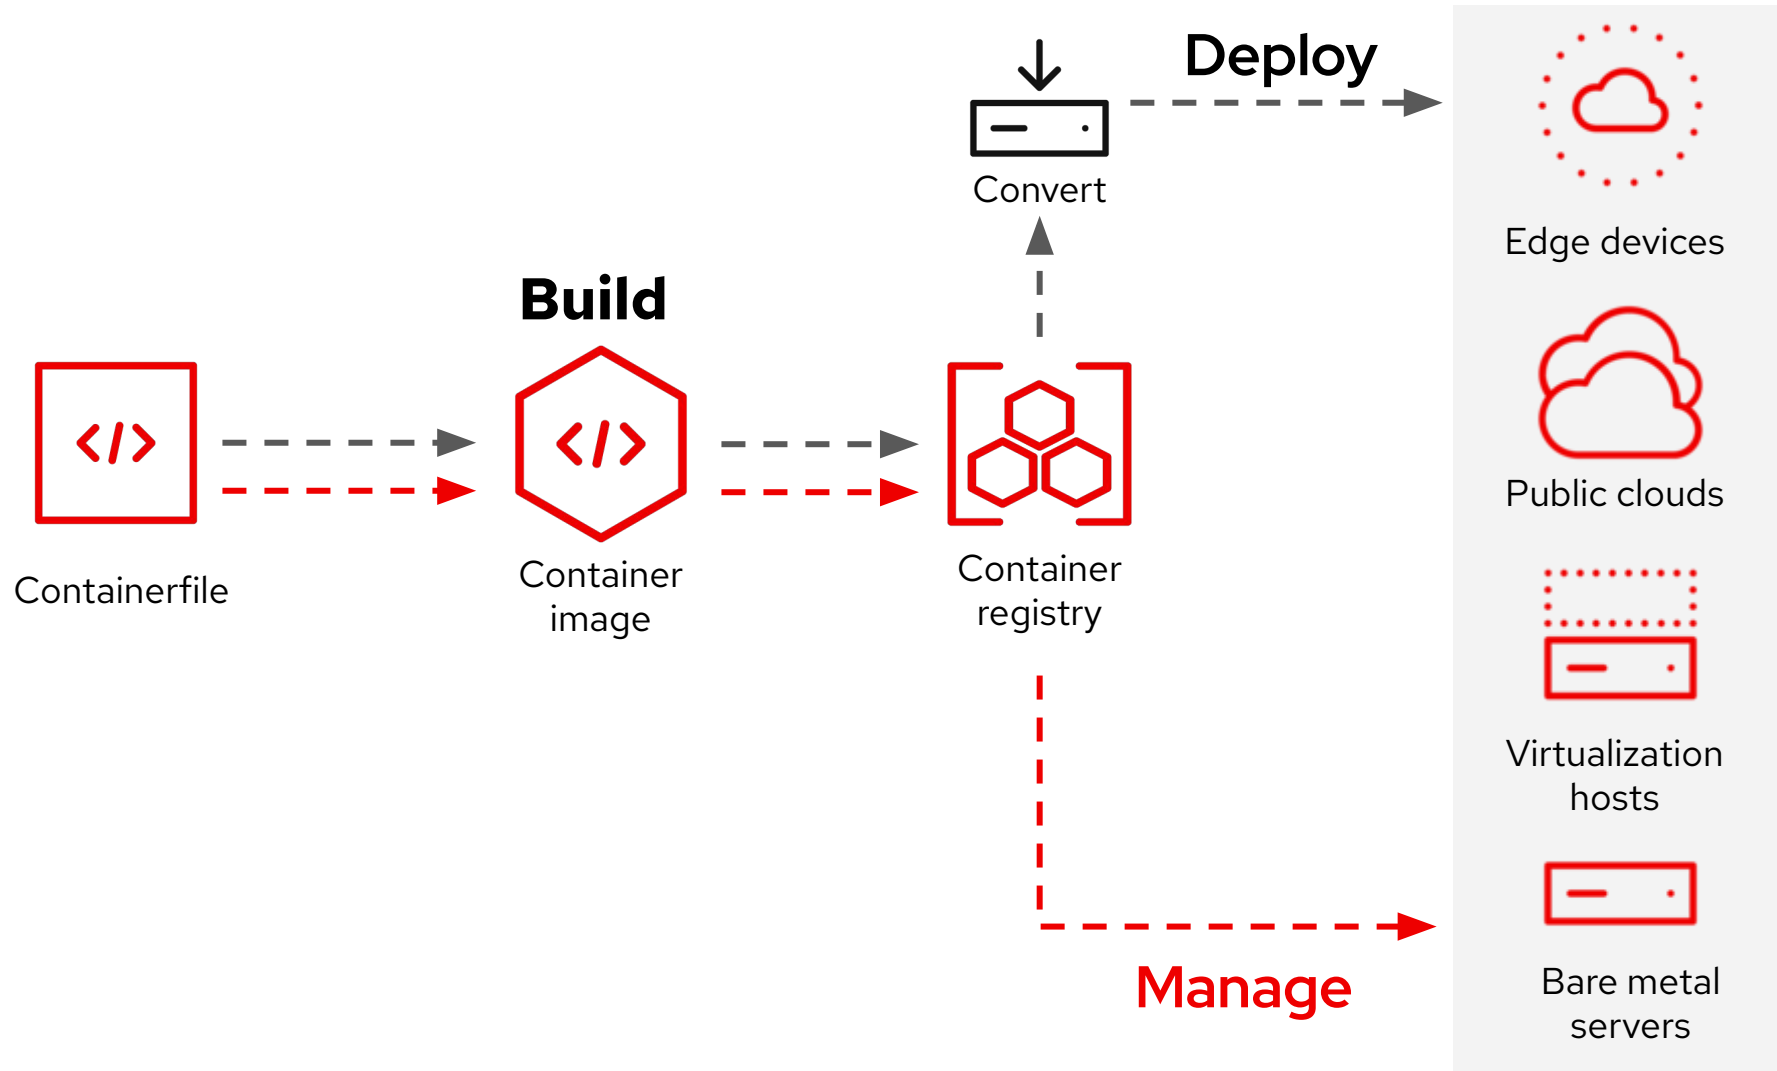 Deploy
Convert
Edge devices
Build
Containerfile
Container
image
Container
registry
Public clouds
Virtualization
hosts
Manage
Bare metal
servers